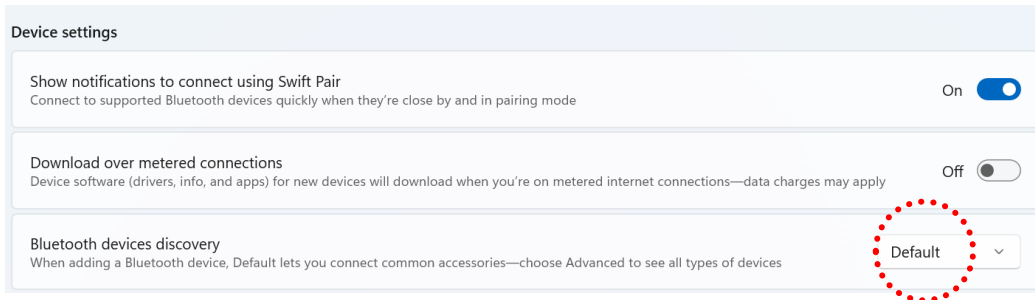 Device settings
Show notifications to connect using Swift Pair
Connect to supported Bluetooth devices quickly when they’re close by and in pairing mode
On
Download over metered connections
Device software (drivers, info, and apps) for new devices will download when you’re on metered internet connections—data charges may apply
Off
Bluetooth devices discovery
When adding a Bluetooth device, Default lets you connect common accessories—choose Advanced to see all types of devices
Default